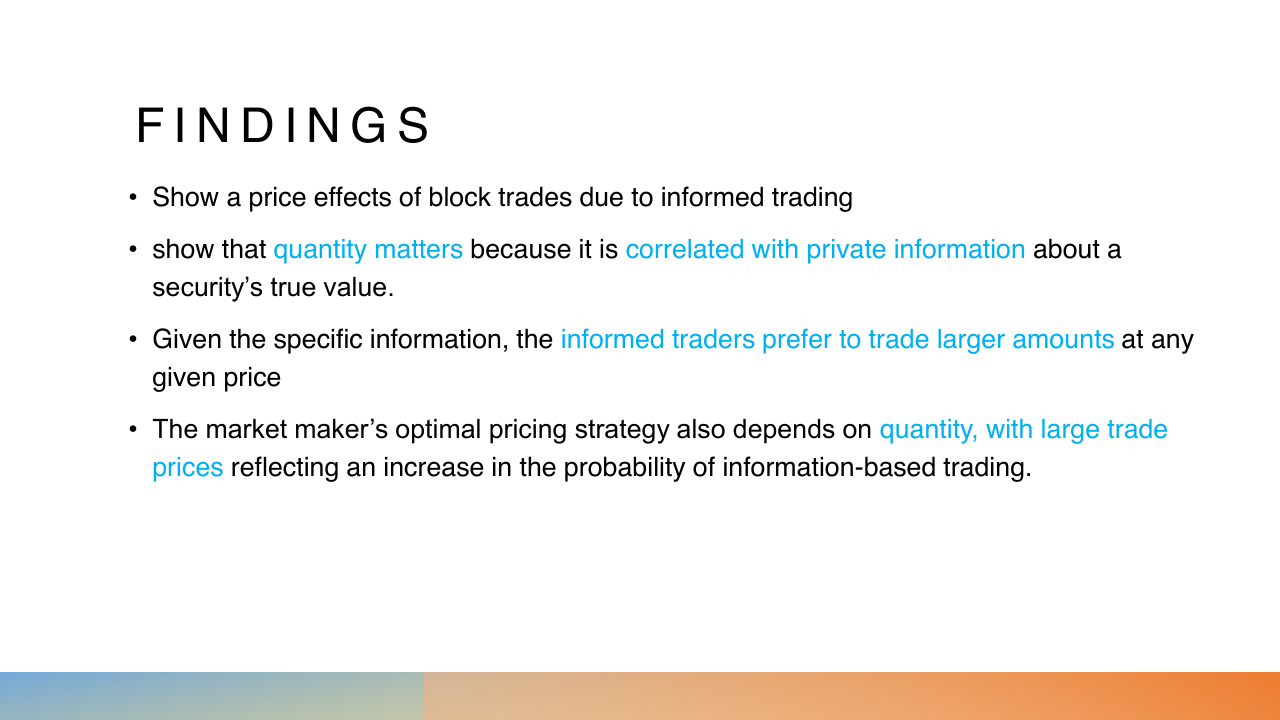 FINDINGS
• Show a price effects of block trades due to informed trading
• show that quantity matters because it is correlated with private information about a
security’s true value.
• Given the specific information, the informed traders prefer to trade larger amounts at any
given price
• The market maker’s optimal pricing strategy also depends on quantity, with large trade
prices reflecting an increase in the probability of information-based trading.